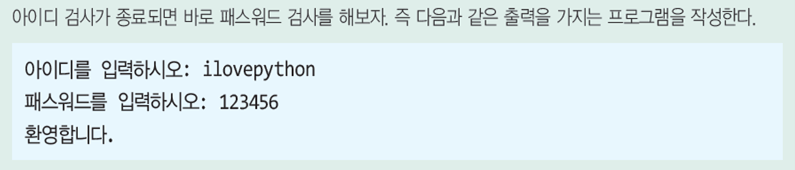 아이디 검사가 종료되면 바로 패스워드 검사를 해보자. 즉 다음과 같은 출력을 가지는 프로그램을 작성한다.
아이디를 입력하시오: ilovepython
패스워드를 입력하시오: 123456
환영합니다.